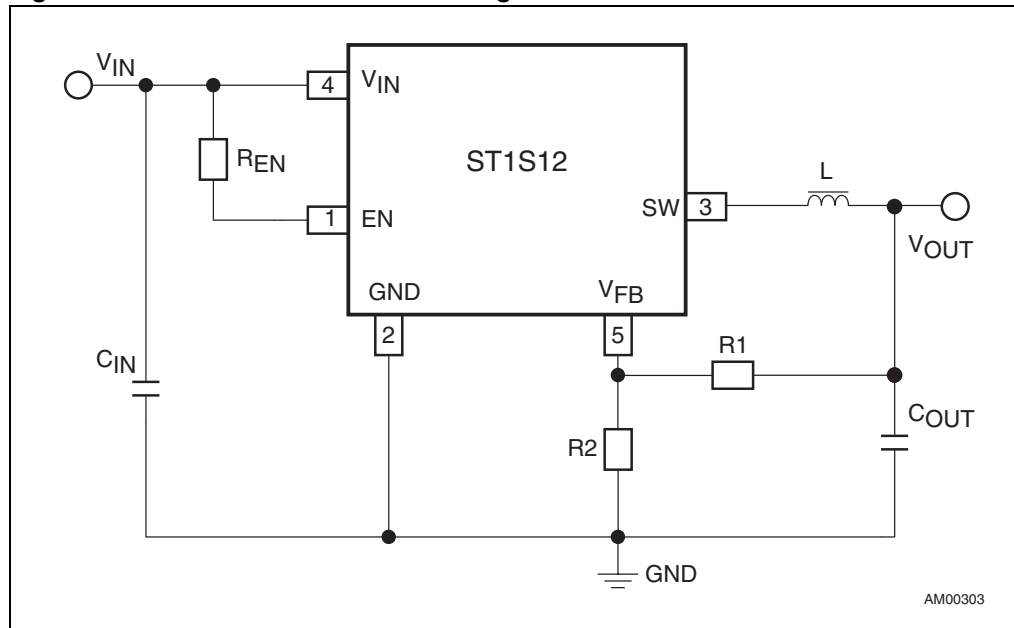 VIN
4
VIN
REN
ST1S12
L
1
EN
SW
3
VOUT
GND
VFB
2
5
R1
CIN
COUT
R2
GND
AM00303